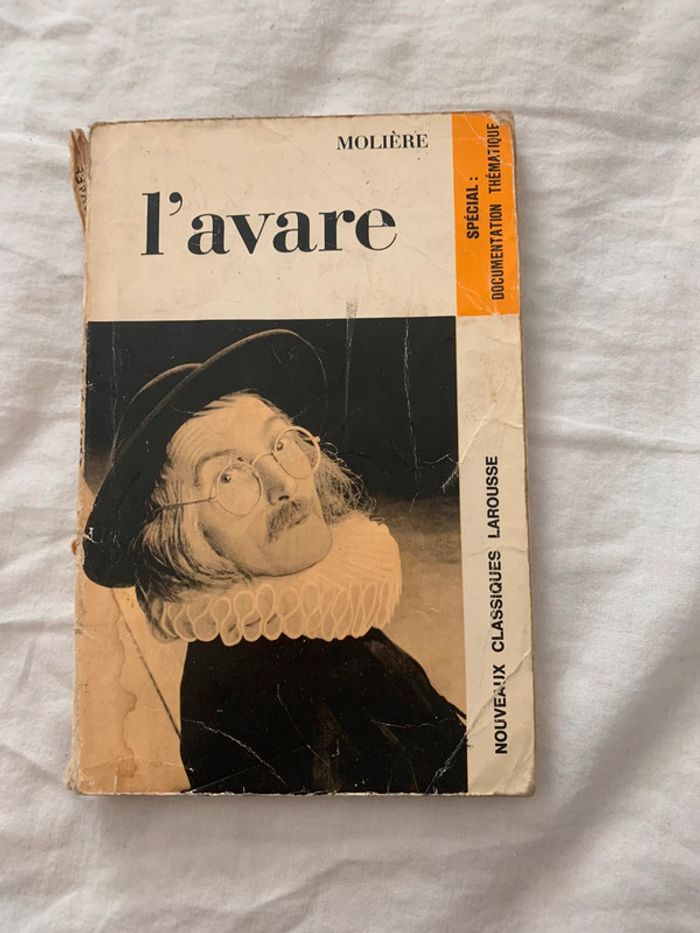 MOLIÈRE
l'avare
SPÉCIAL :
DOCUMENTATION THÉMATIQUE
NOUVEAUX CLASSIQUES LAROUSSE